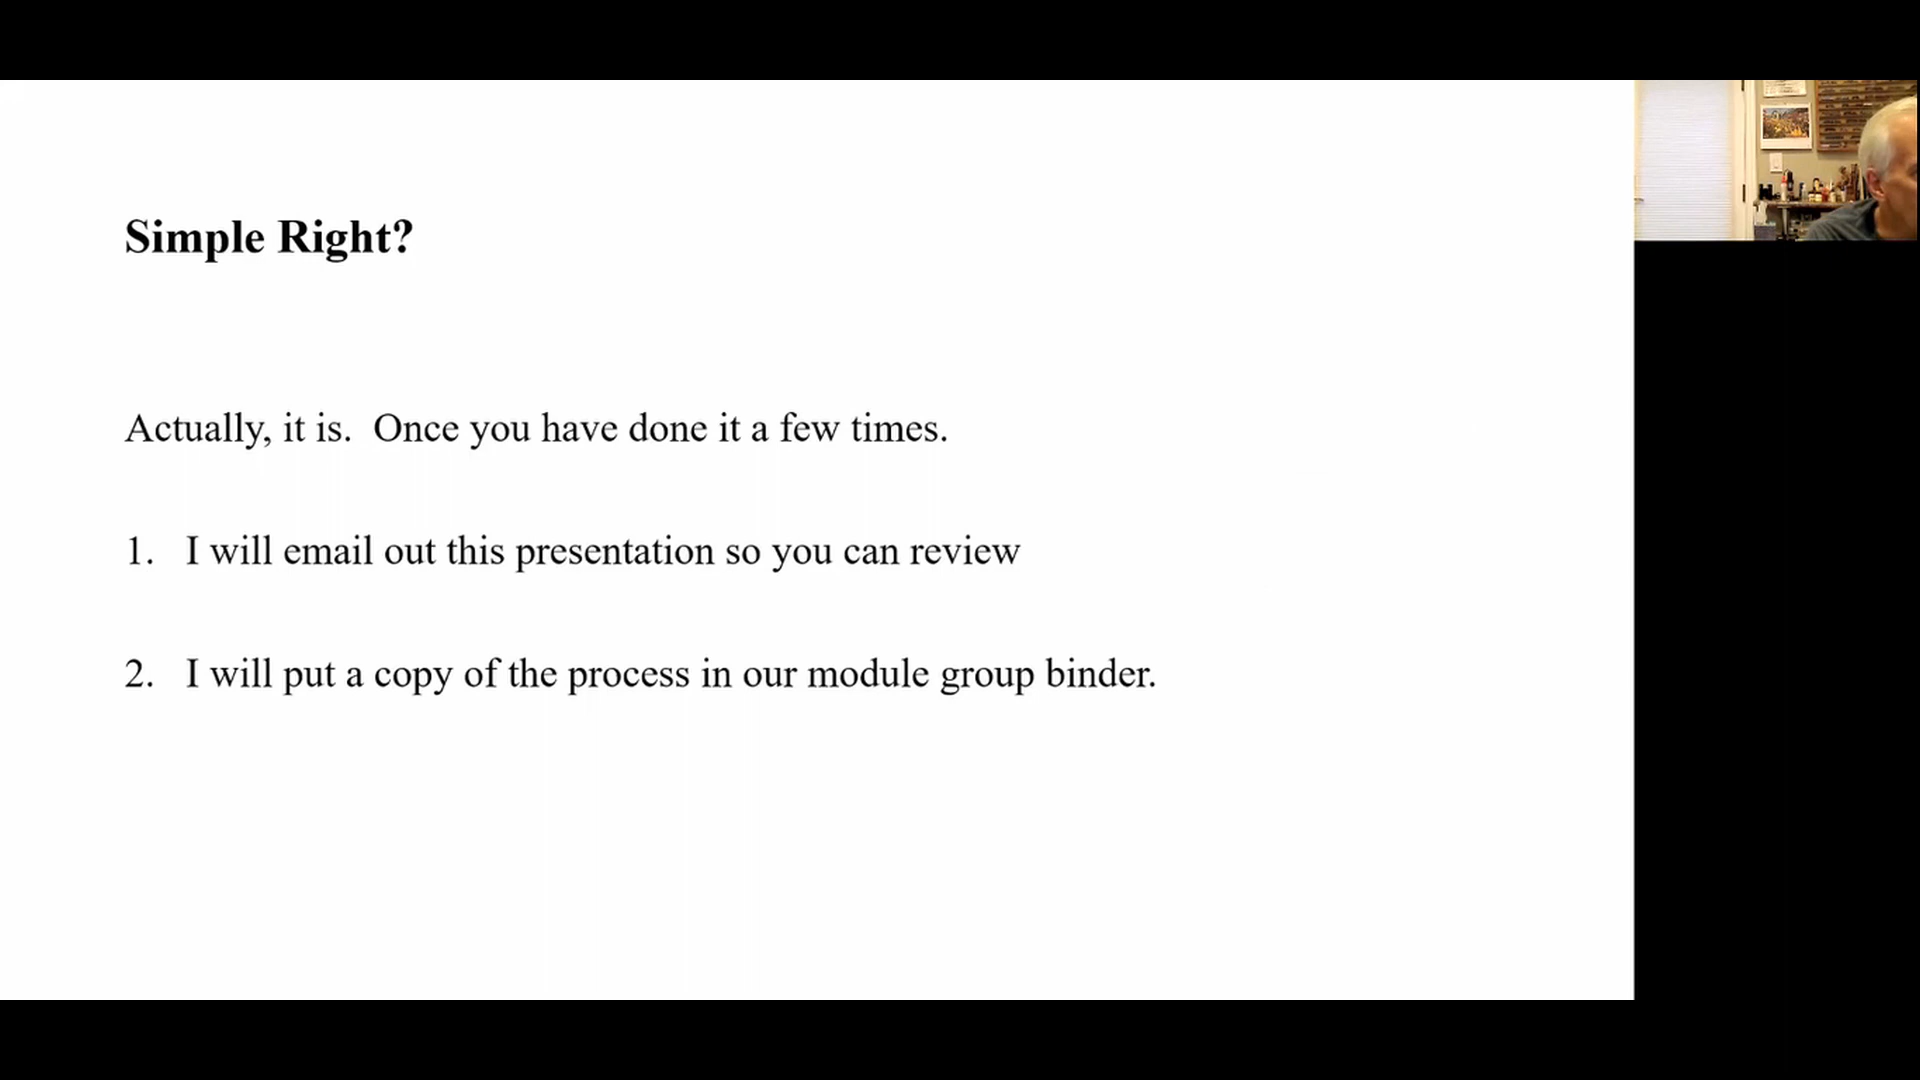 Simple Right?
Actually, it is.  Once you have done it a few times.
1. I will email out this presentation so you can review
2. I will put a copy of the process in our module group binder.